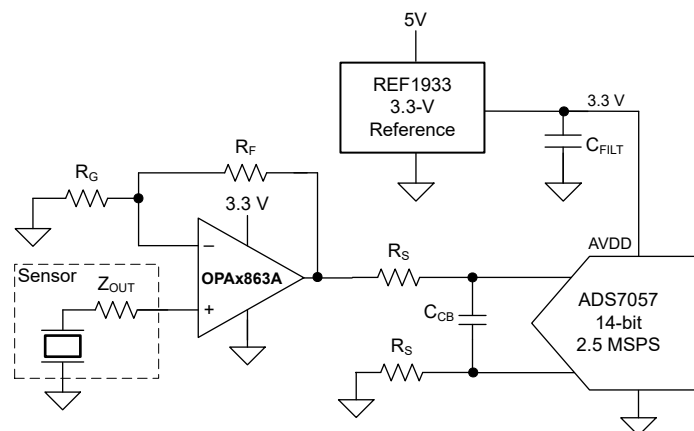 5V
REF1933
3.3-V
Reference
3.3 V
C_FILT
R_F
R_G
3.3 V
−
OPAx863A
+
Sensor
Z_OUT
R_S
C_CB
R_S
AVDD
ADS7057
14-bit
2.5 MSPS